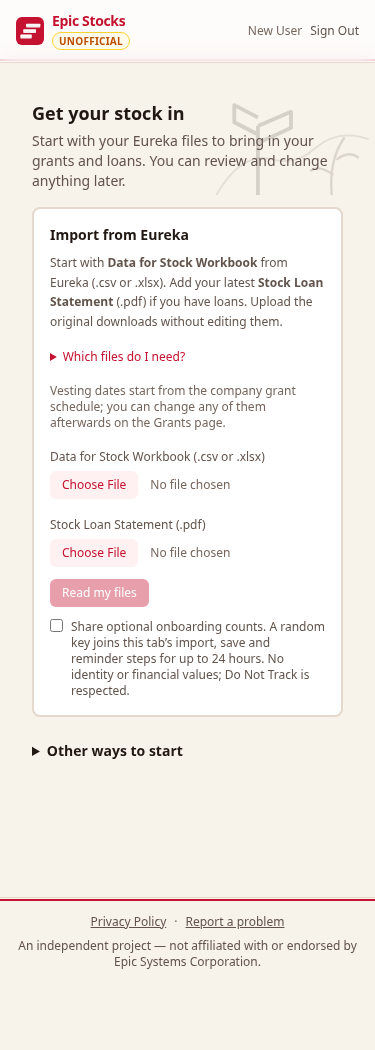 Epic Stocks
UNOFFICIAL
New User Sign Out
Get your stock in
Start with your Eureka files to bring in your
grants and loans. You can review and change
anything later.
Import from Eureka
Start with Data for Stock Workbook from
Eureka (.csv or .xlsx). Add your latest Stock Loan
Statement (.pdf) if you have loans. Upload the
original downloads without editing them.
Which files do I need?
Vesting dates start from the company grant
schedule; you can change any of them
afterwards on the Grants page.
Data for Stock Workbook (.csv or .xlsx)
Choose File No file chosen
Stock Loan Statement (.pdf)
Choose File No file chosen
Read my files
Share optional onboarding counts. A random
key joins this tab’s import, save and
reminder steps for up to 24 hours. No
identity or financial values; Do Not Track is
respected.
Other ways to start
Privacy Policy · Report a problem
An independent project — not affiliated with or endorsed by
Epic Systems Corporation.